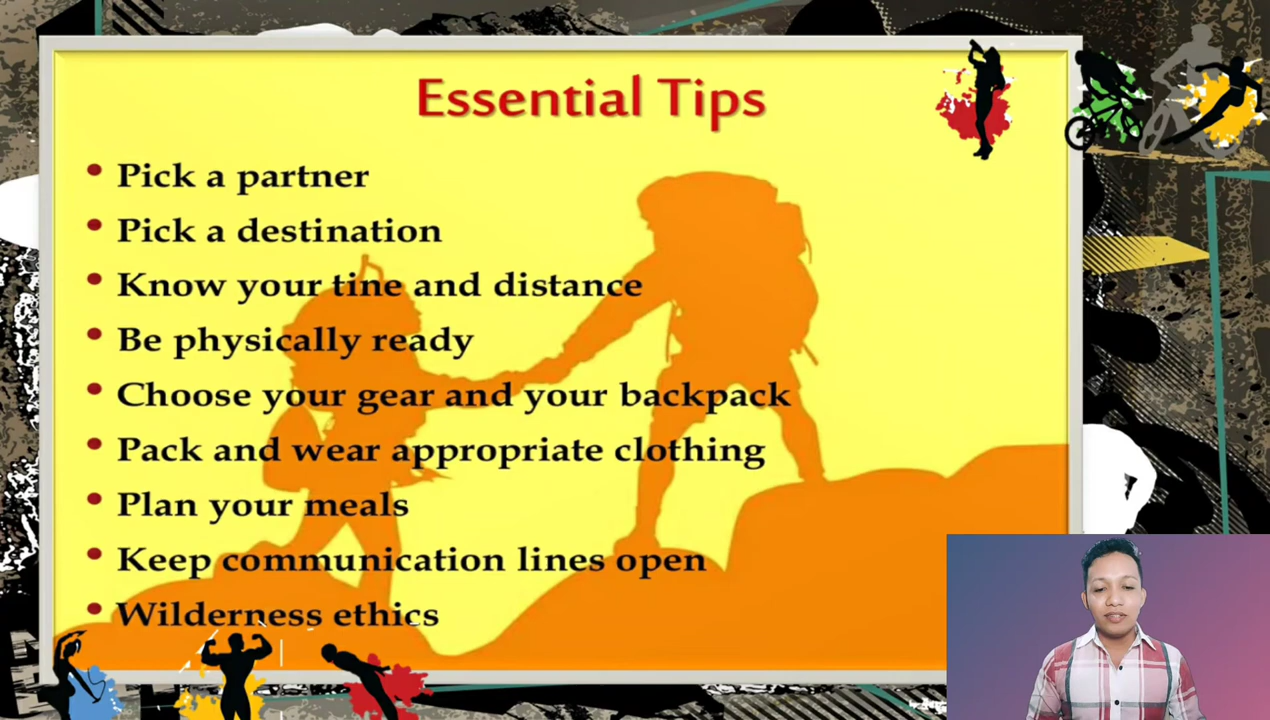 Essential Tips
• Pick a partner
• Pick a destination
• Know your tine and distance
• Be physically ready
• Choose your gear and your backpack
• Pack and wear appropriate clothing
• Plan your meals
• Keep communication lines open
• Wilderness ethics